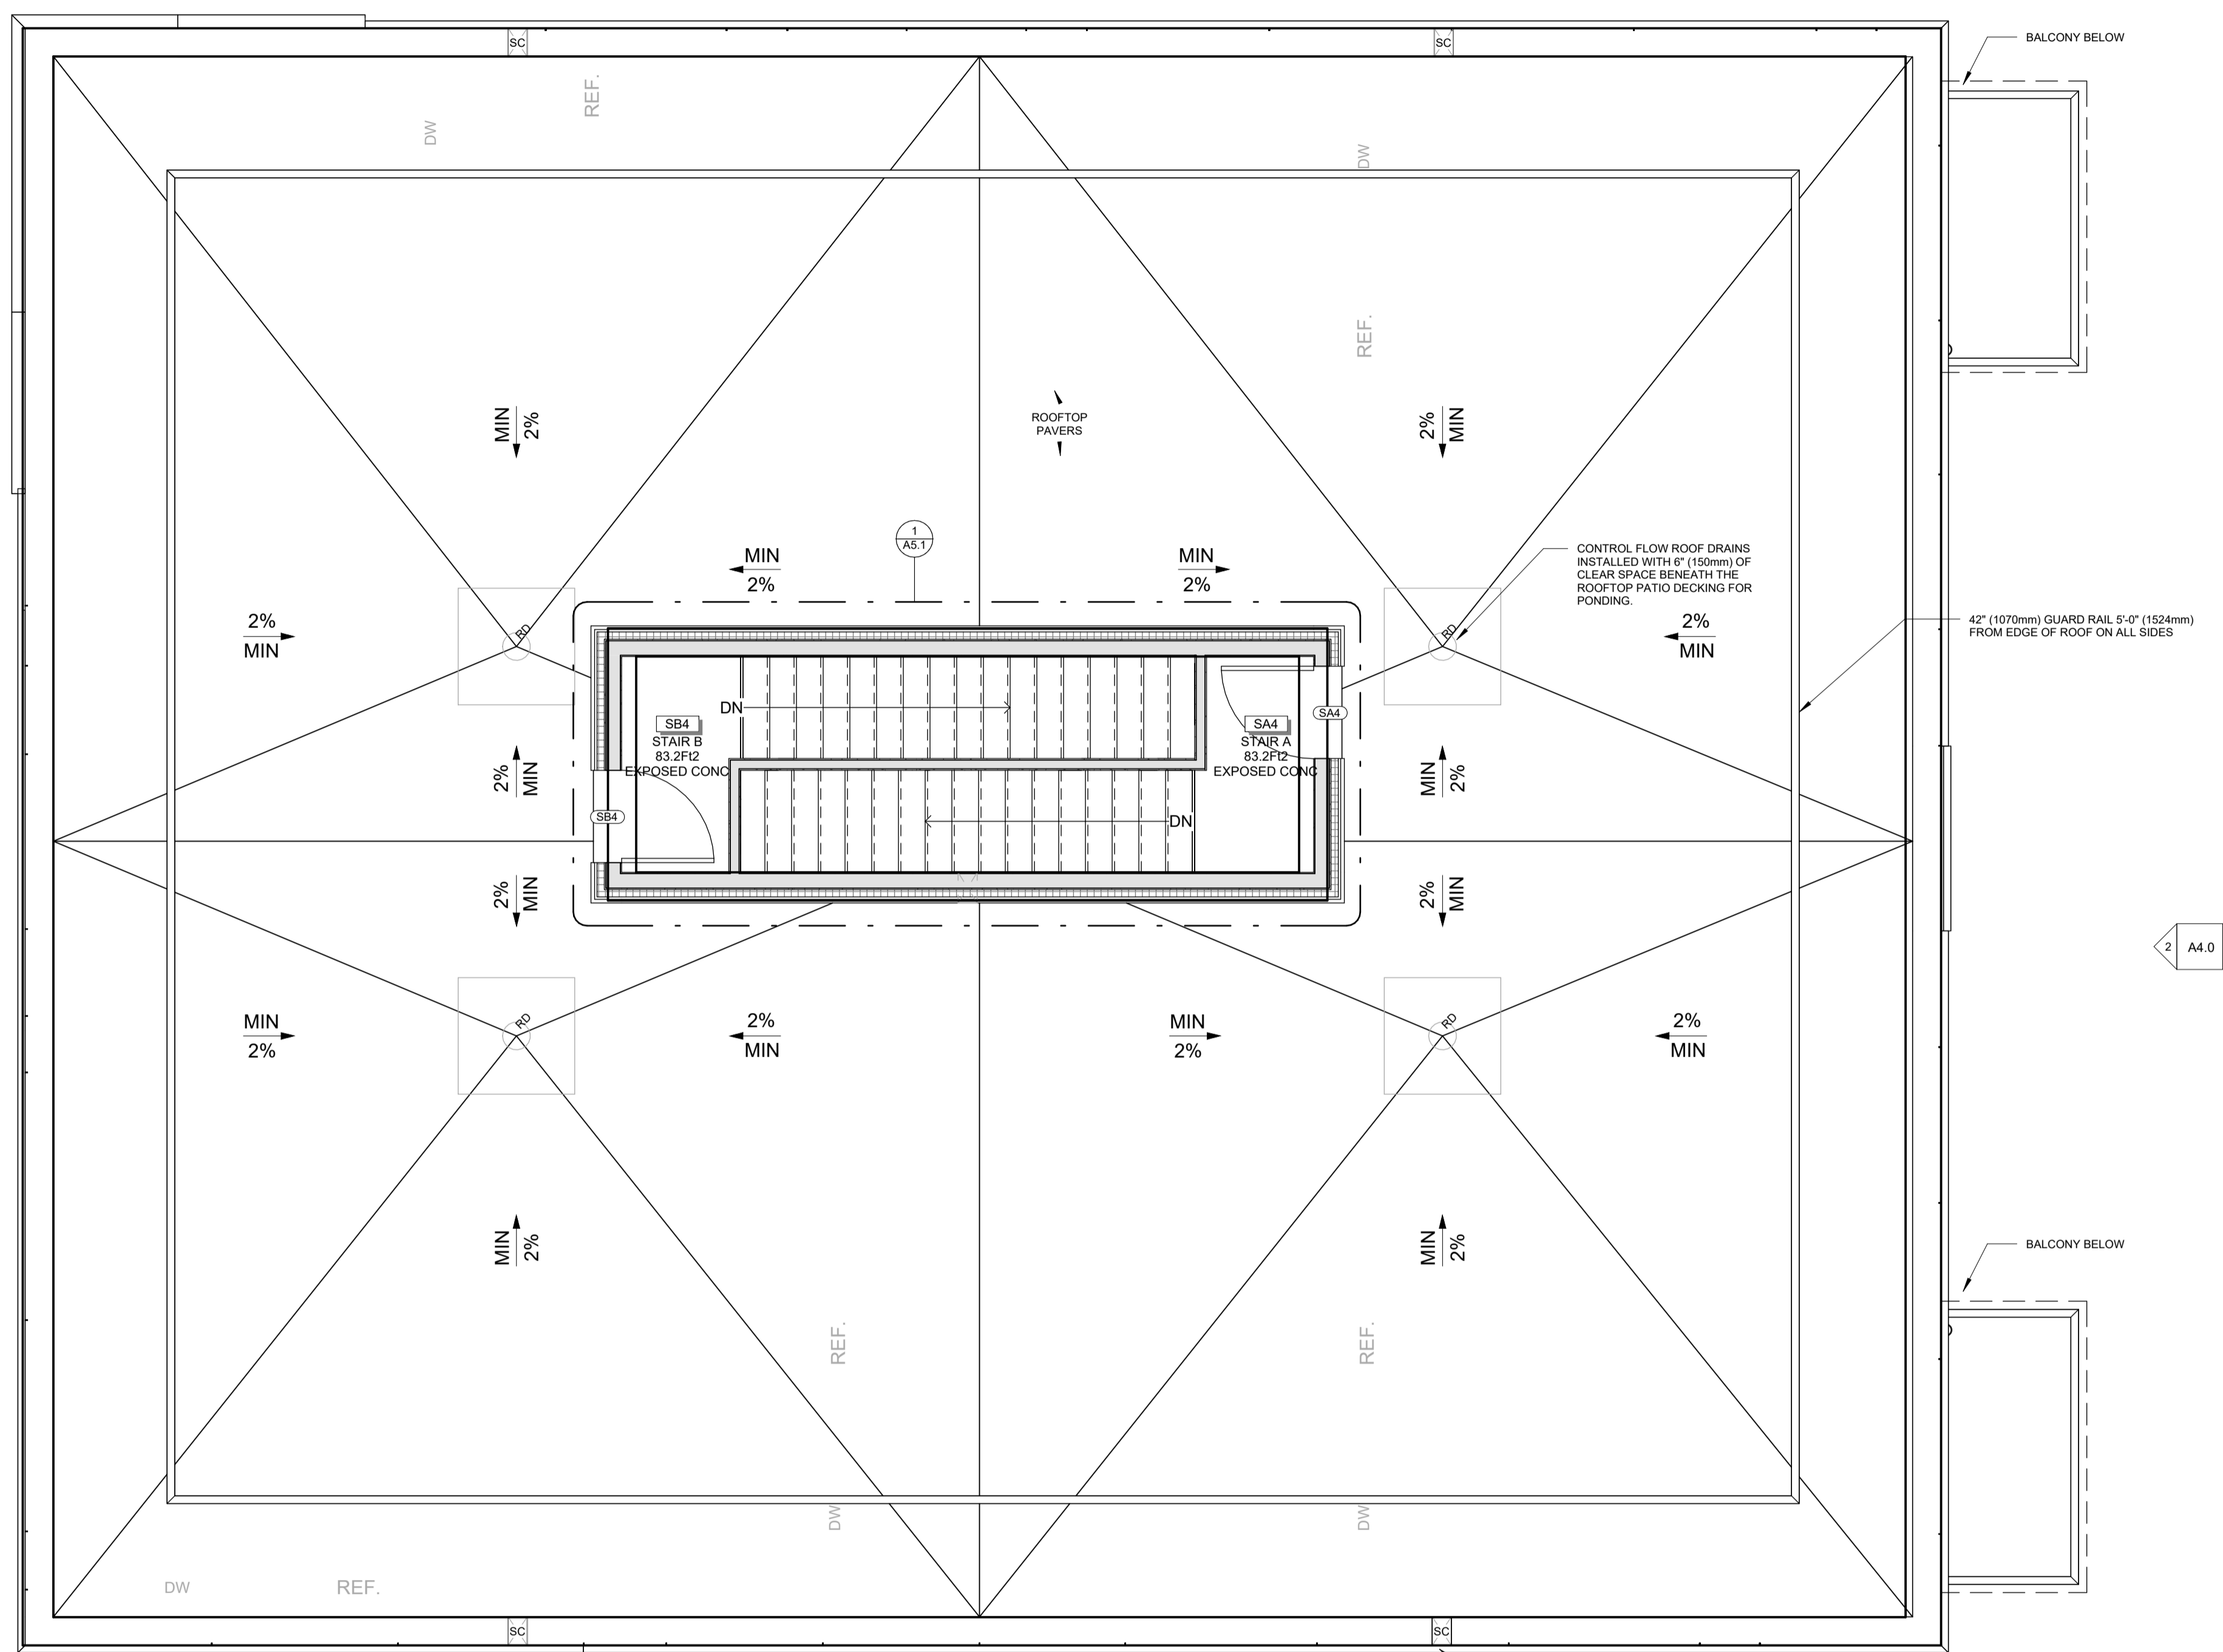 SC
SC
BALCONY BELOW
REF.
DW
DW
REF.
MIN
2%
ROOFTOP
PAVERS
2%
MIN
1
A5.1
MIN
2%
MIN
2%
CONTROL FLOW ROOF DRAINS
INSTALLED WITH 6" (150mm) OF
CLEAR SPACE BENEATH THE
ROOFTOP PATIO DECKING FOR
PONDING.
2%
MIN
RD
RD
2%
MIN
42" (1070mm) GUARD RAIL 5'-0" (1524mm)
FROM EDGE OF ROOF ON ALL SIDES
DN
SB4
STAIR B
83.2Ft2
EXPOSED CONC
SA4
STAIR A
83.2Ft2
EXPOSED CONC
SA4
2%
MIN
MIN
2%
SB4
DN
2%
MIN
2%
MIN
2
A4.0
MIN
2%
RD
2%
MIN
MIN
2%
RD
2%
MIN
MIN
2%
MIN
2%
BALCONY BELOW
REF.
REF.
DW
DW
DW
REF.
SC
SC